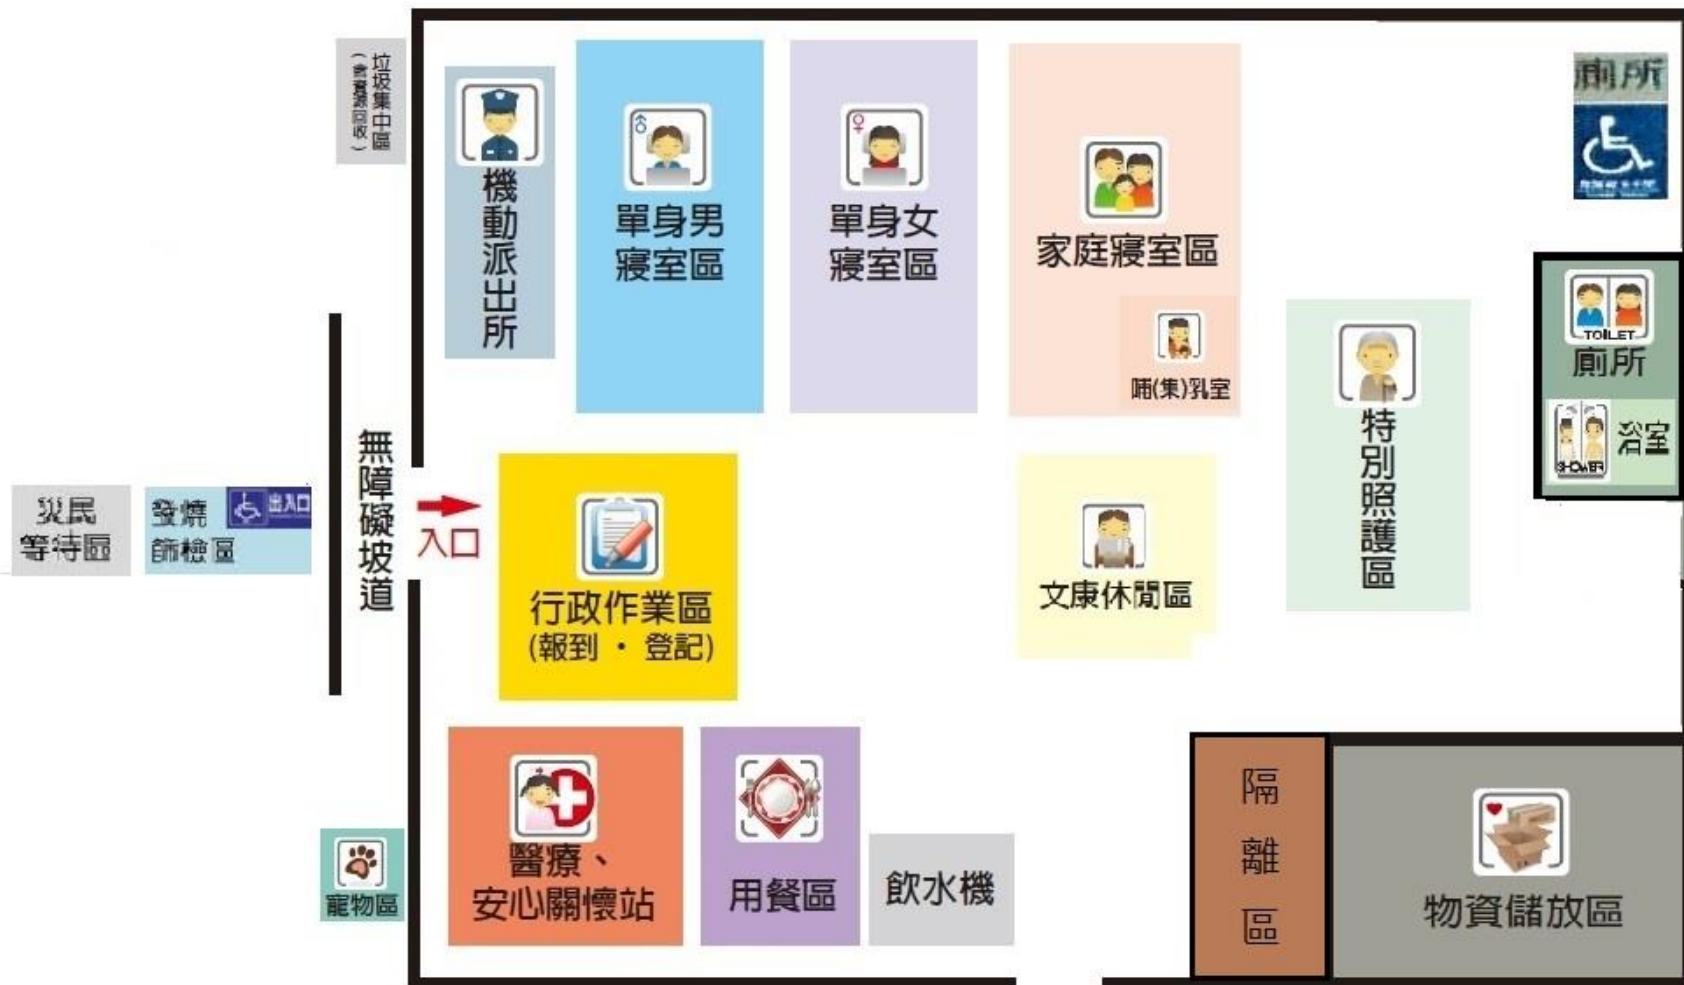 垃圾集中區
(含資源回收)
機動派出所
單身男
寢室區
單身女
寢室區
家庭寢室區
哺(集)乳室
廁所
TOILET
廁所
SHOWER
浴室
特別照護區
災民
等待區
發燒
篩檢區
出入口
無障礙坡道
入口
行政作業區
(報到 · 登記)
文康休閒區
寵物區
醫療、
安心關懷站
用餐區
飲水機
隔離區
物資儲放區